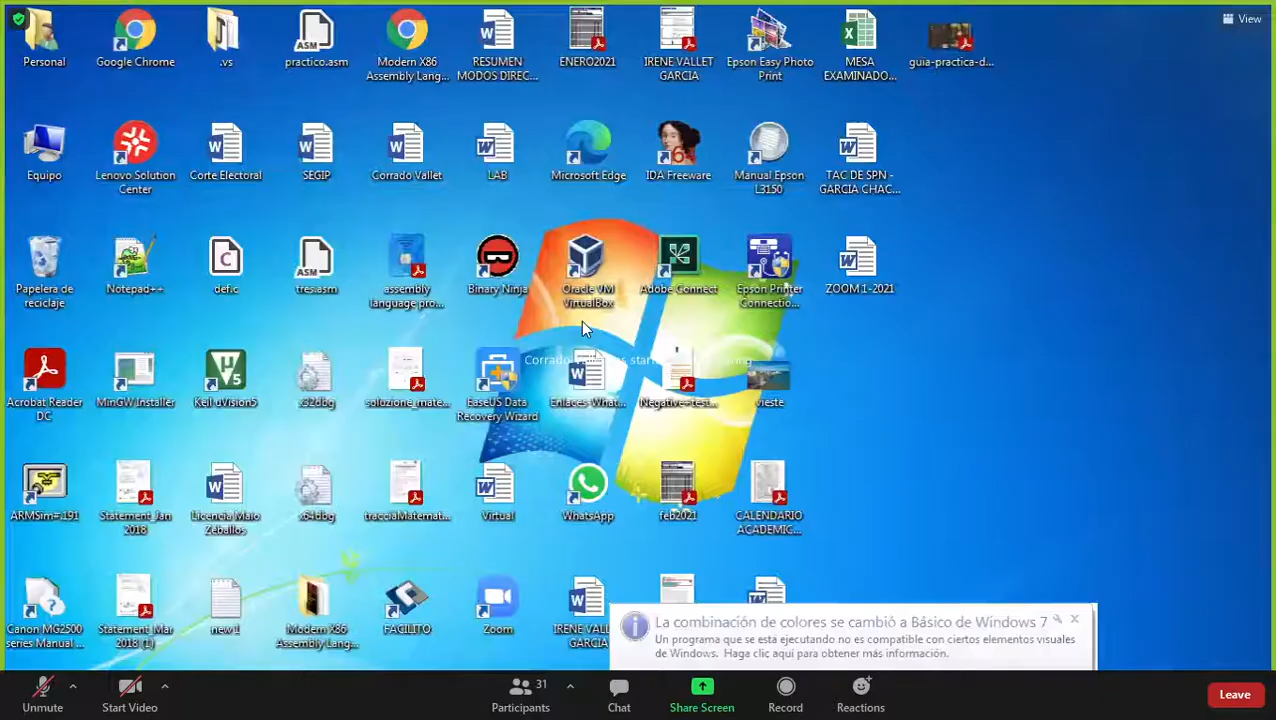 View
Personal
Google Chrome
.vs
practico.asm
Modern X86
Assembly Lang...
RESUMEN
MODOS DIREC...
ENERO2021
IRENE VALLET
GARCIA
Epson Easy Photo
Print
MESA
EXAMINADO...
guia-practica-d...
Equipo
Lenovo Solution
Center
Corte Electoral
SEGIP
Corrado Vallet
LAB
Microsoft Edge
IDA Freeware
Manual Epson
L3150
TAC DE SPN -
GARCIA CHAC...
Papelera de
reciclaje
Notepad++
def.c
tres.asm
assembly
language pro...
Binary Ninja
Oracle VM
VirtualBox
Adobe Connect
Epson Printer
Connectio...
ZOOM 1-2021
Acrobat Reader
DC
MinGW Installer
Keil uVision5
x32dbg
soluzione_mate...
EaseUS Data
Recovery Wizard
Enlaces-What...
Negative+test...
vieste
ARMSim-.191
Statement_Jan
2018
Licencia Maio
Zeballos
x64dbg
tracciaMatemat...
Virtual
WhatsApp
feb2021
CALENDARIO
ACADEMIC...
Canon MG2500
series Manual ...
Statement_Mar
2018 (1)
new 1
Modern X86
Assembly Lang...
FACILITO
Zoom
IRENE VALL
GARCIA
La combinación de colores se cambió a Básico de Windows 7
Un programa que se esta ejecutando no es compatible con ciertos elementos visuales
de Windows. Haga clic aquí para obtener más información.
Unmute
Start Video
31
Participants
Chat
Share Screen
Record
Reactions
Leave